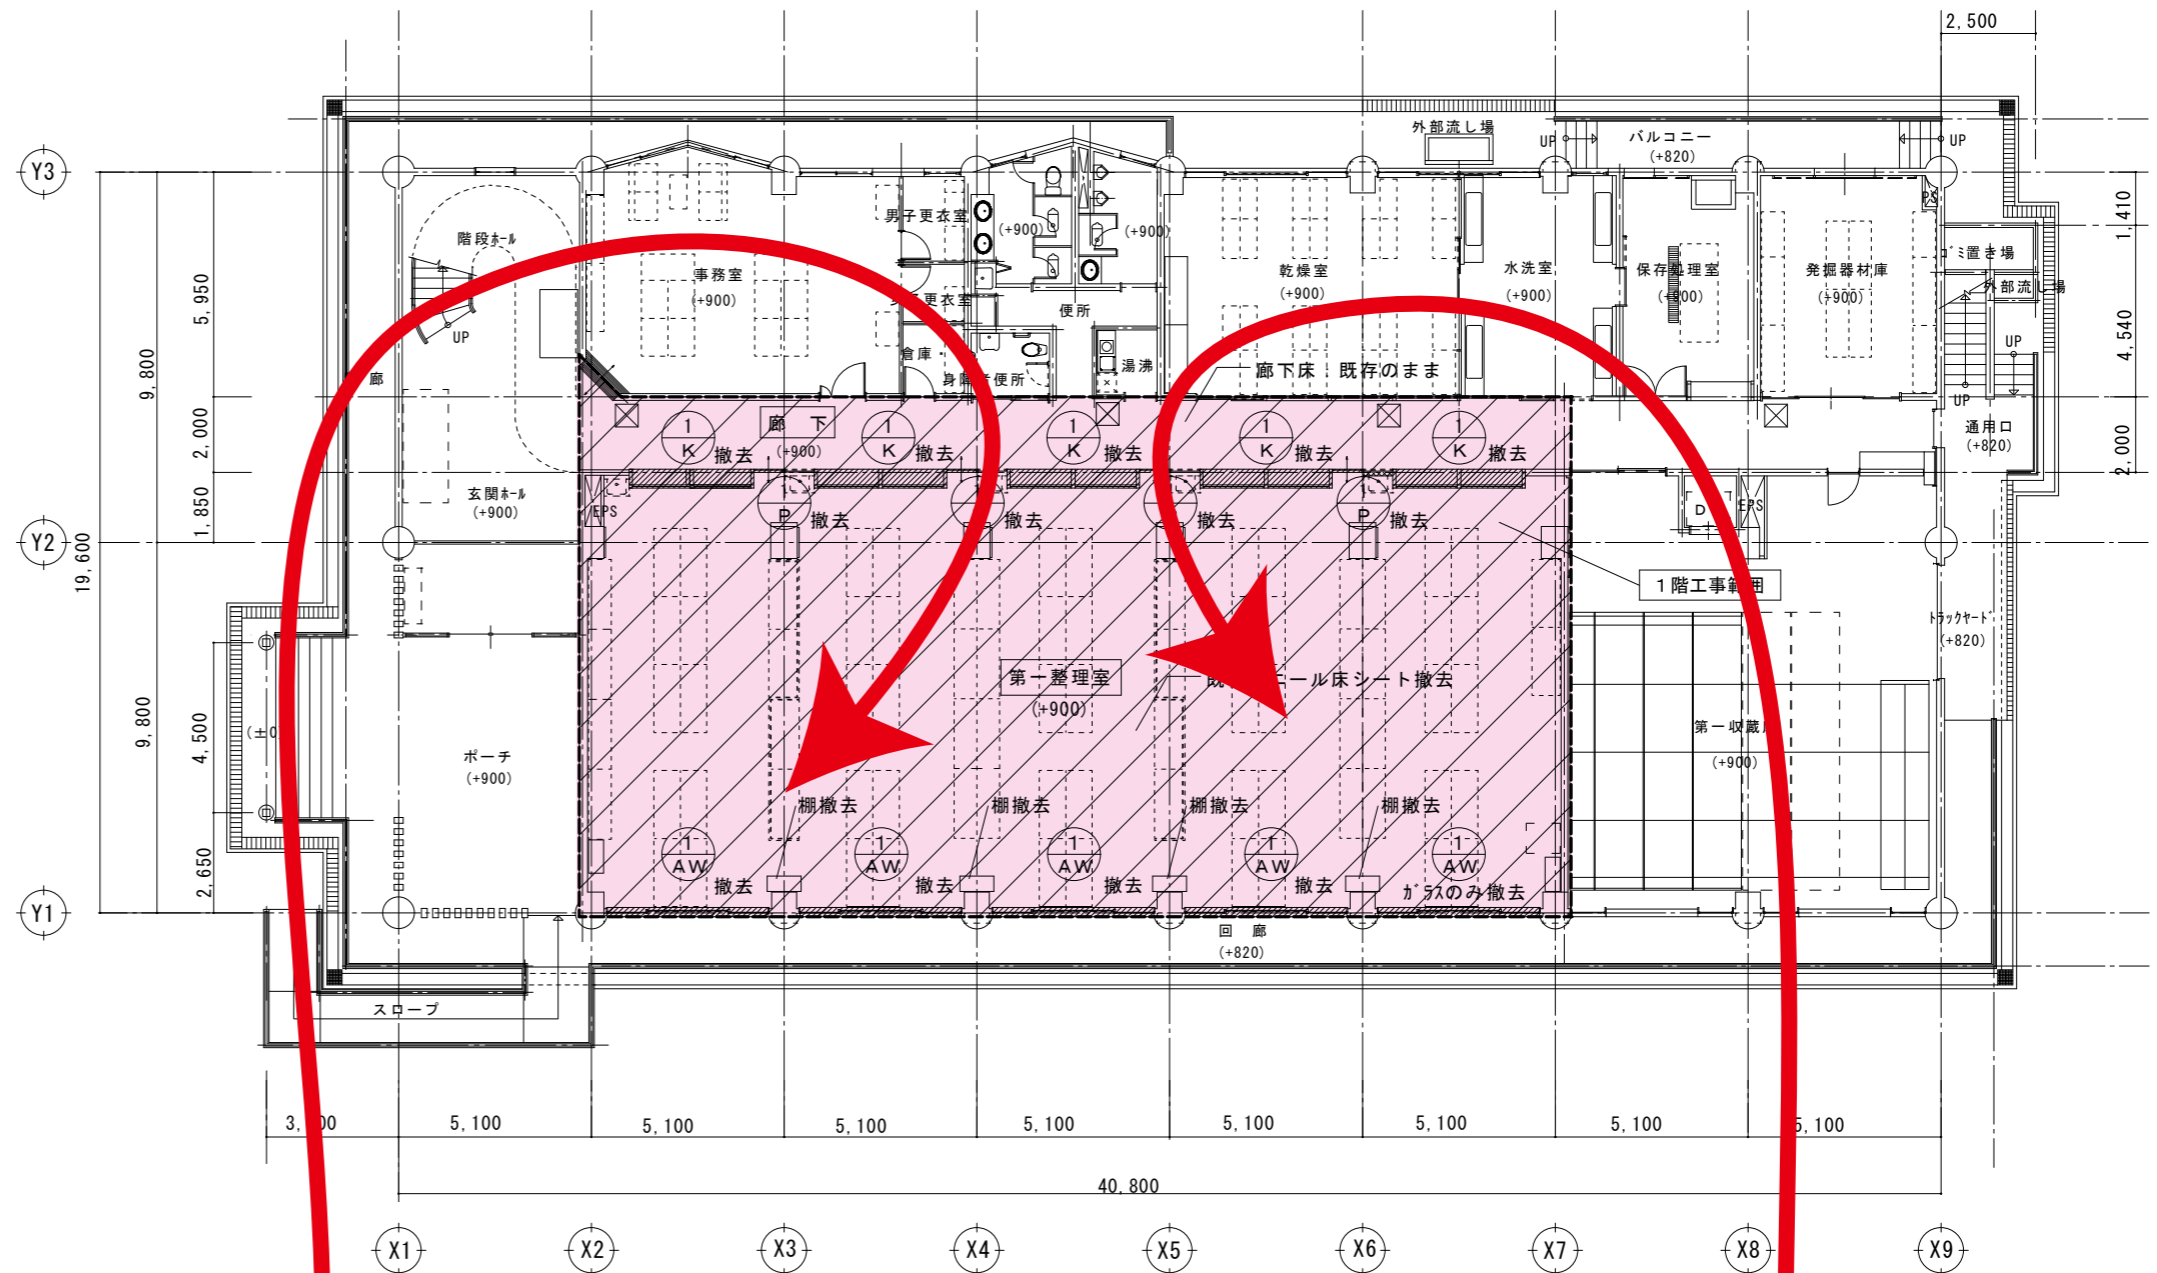 2,500
外部流し場
UP
バルコニー
(+820)
UP
Y3
階段ホール
UP
事務室
(+900)
男子更衣室
更衣室
(+900)
(+900)
便所
倉庫
便所
湯沸
乾燥室
(+900)
水洗室
(+900)
保存処理室
(+900)
発掘器材庫
(+900)
PS
ゴミ置き場
外部流し場
UP
UP
通用口
(+820)
1,410
4,540
2,000
5,950
9,800
2,000
1,850
19,600
廊
廊下床:既存のまま
廊 下
(+900)
1
K
撤去
1
K
撤去
1
K
撤去
1
K
撤去
1
K
撤去
玄関ホール
(+900)
EPS
P
撤去
撤去
撤去
P
撤去
D
EPS
Y2
1階工事範囲
トラックヤード
(+820)
第一整理室
(+900)
ニール床シート撤去
第一収蔵
(+900)
ポーチ
(+900)
9,800
4,500
2,650
棚撤去
棚撤去
棚撤去
棚撤去
1
AW
撤去
1
AW
撤去
1
AW
撤去
1
AW
撤去
1
AW
ガラスのみ撤去
Y1
回 廊
(+820)
スロープ
5,100
5,100
5,100
5,100
5,100
5,100
5,100
5,100
40,800
X1
X2
X3
X4
X5
X6
X7
X8
X9